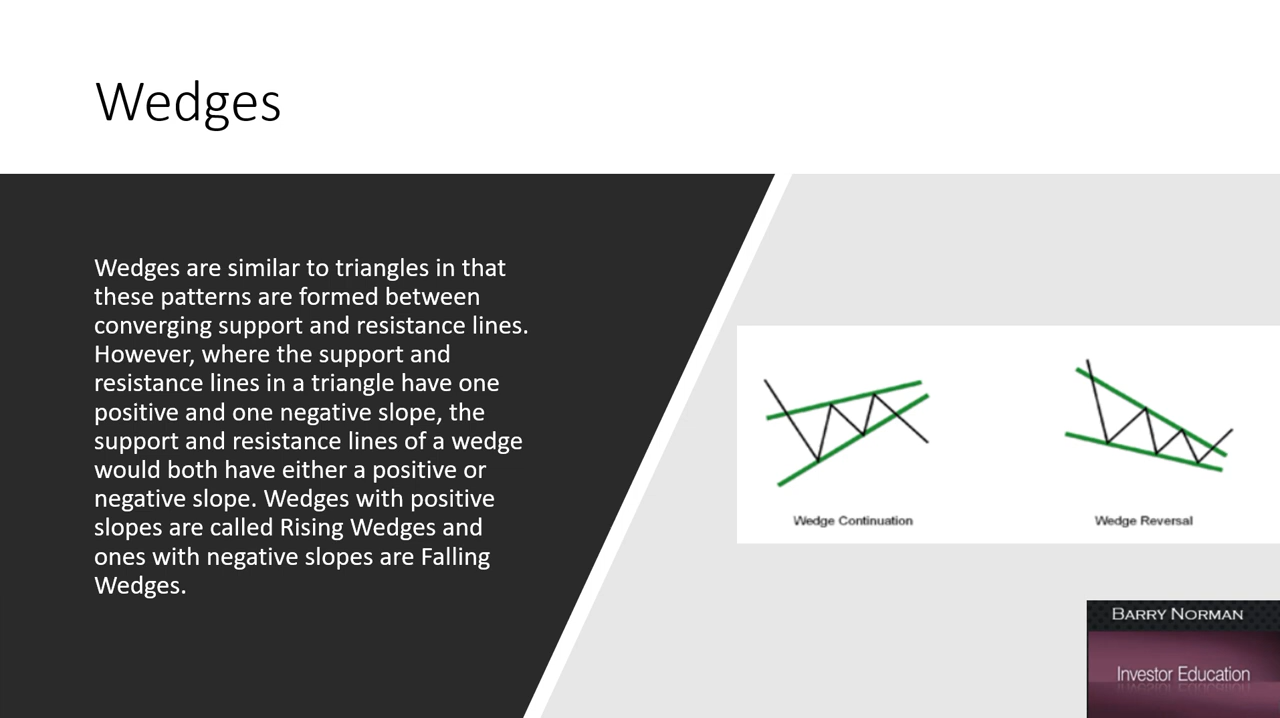 Wedges
Wedges are similar to triangles in that
these patterns are formed between
converging support and resistance lines.
However, where the support and
resistance lines in a triangle have one
positive and one negative slope, the
support and resistance lines of a wedge
would both have either a positive or
negative slope. Wedges with positive
slopes are called Rising Wedges and
ones with negative slopes are Falling
Wedges.
Wedge Continuation
Wedge Reversal
BARRY NORMAN
Investor Education